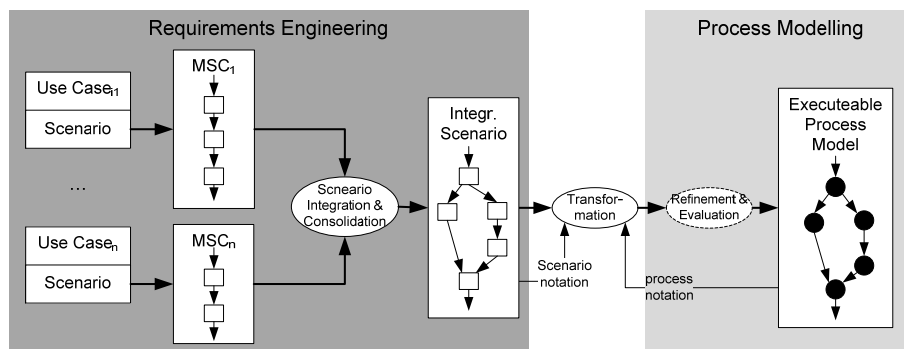 Requirements Engineering
Process Modelling
Use Casei1
Scenario
MSC1
...
Use Casen
Scenario
MSCn
Scneario
Integration &
Consolidation
Integr.
Scenario
Transfor-
mation
Scenario
notation
Refinement &
Evaluation
process
notation
Executeable
Process
Model